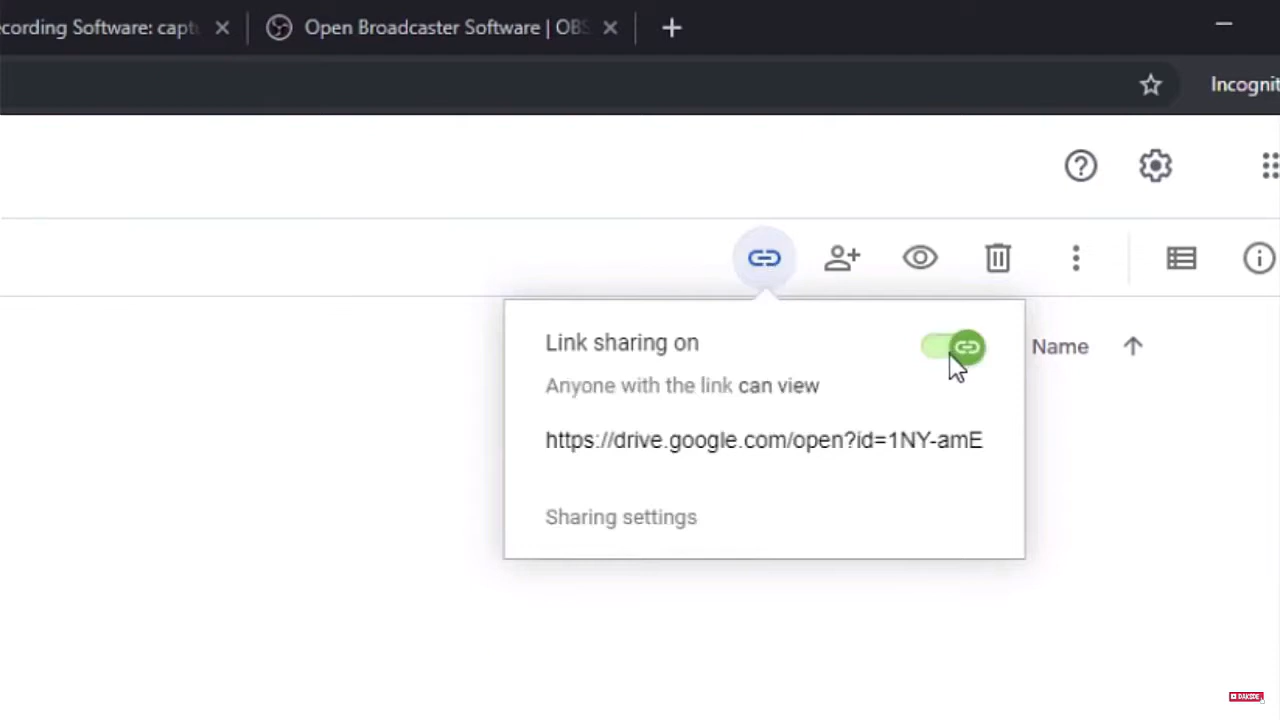 ecording Software: capt
Open Broadcaster Software | OBS
Incognit
Link sharing on
Name
Anyone with the link can view
https://drive.google.com/open?id=1NY-amE
Sharing settings